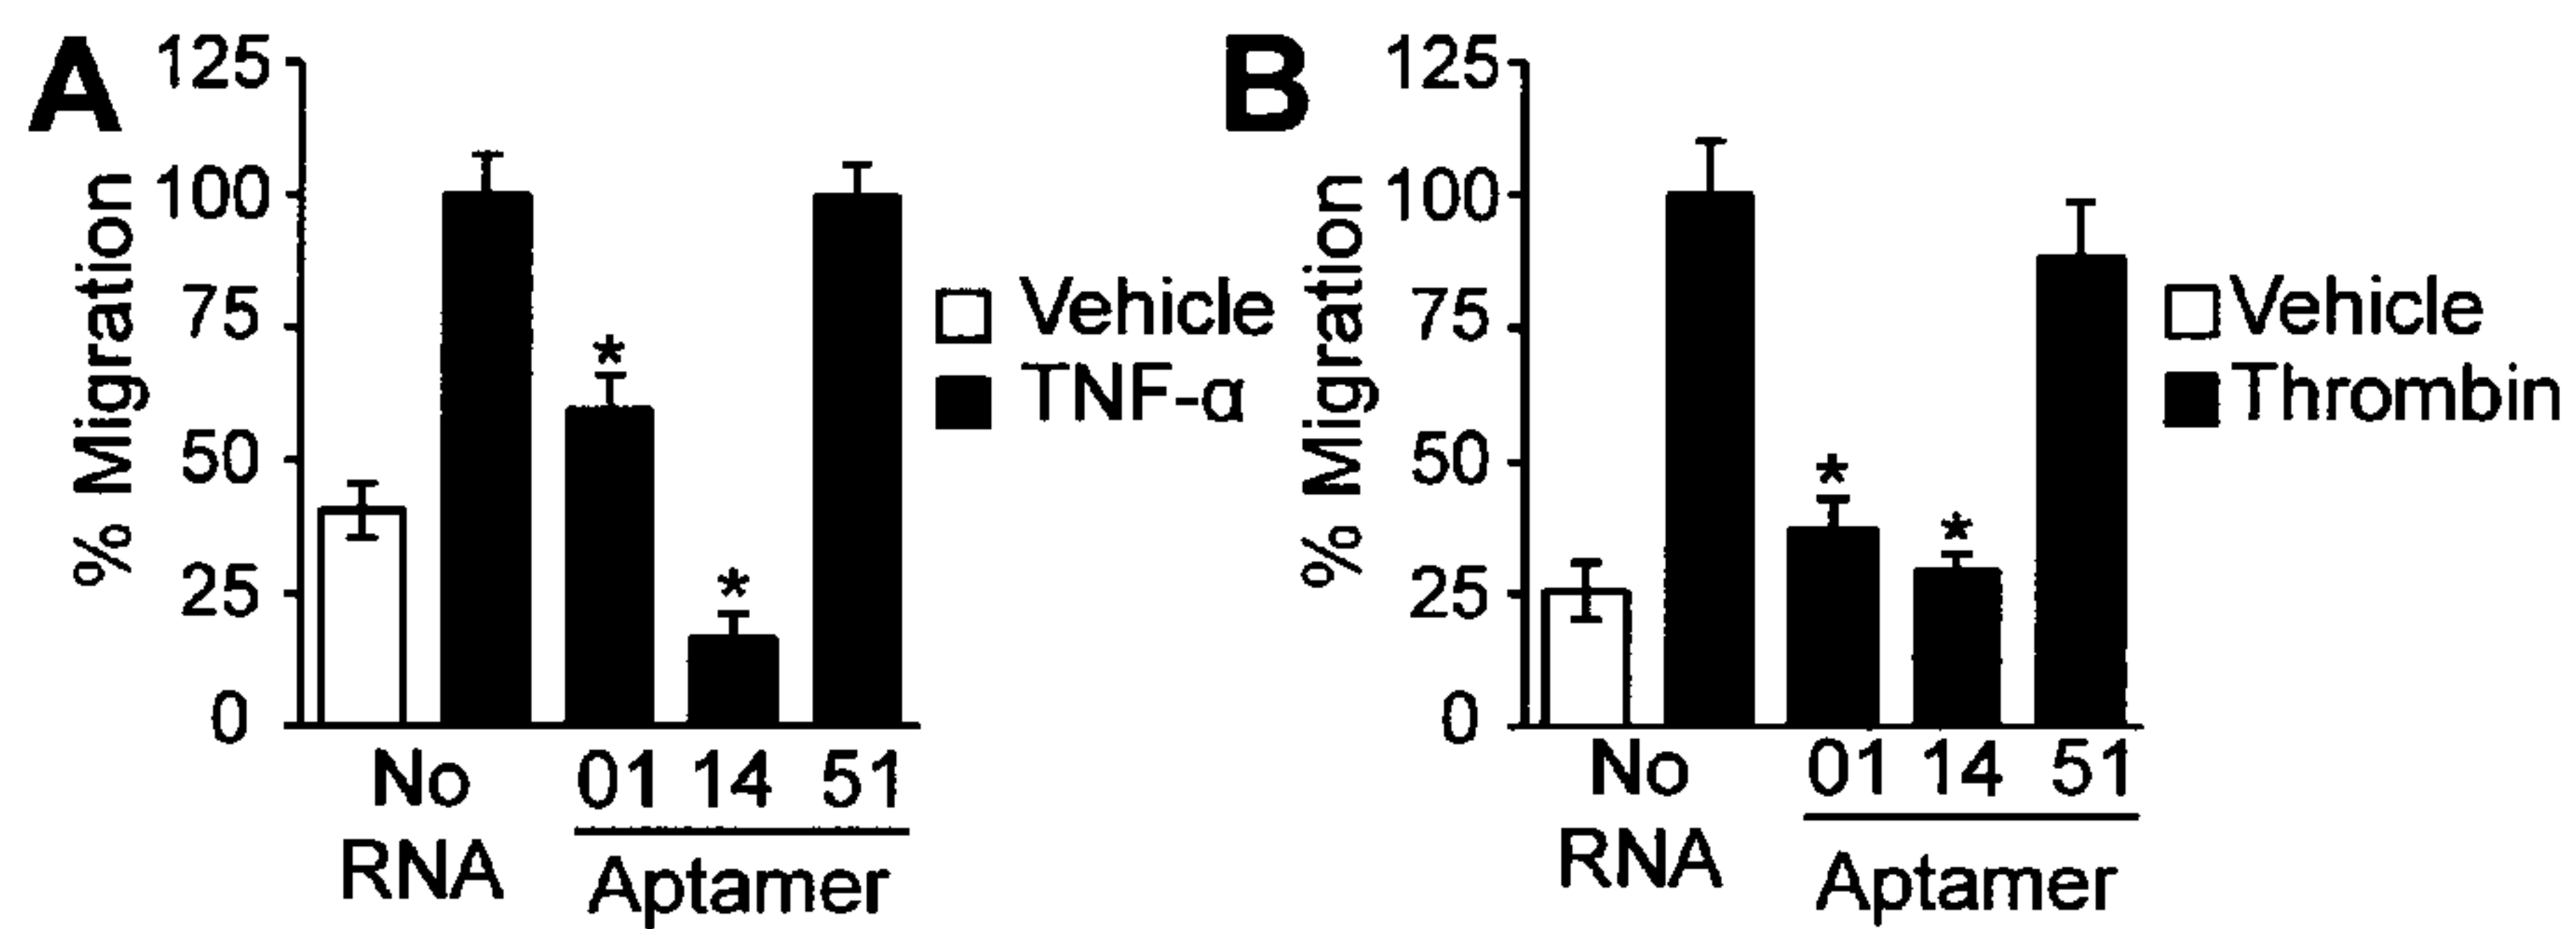 A
125
100
75
50
25
0
% Migration
*
*
Vehicle
TNF-α
No
RNA
01 14 51
Aptamer
B
125
100
75
50
25
0
% Migration
*
*
Vehicle
Thrombin
No
RNA
01 14 51
Aptamer